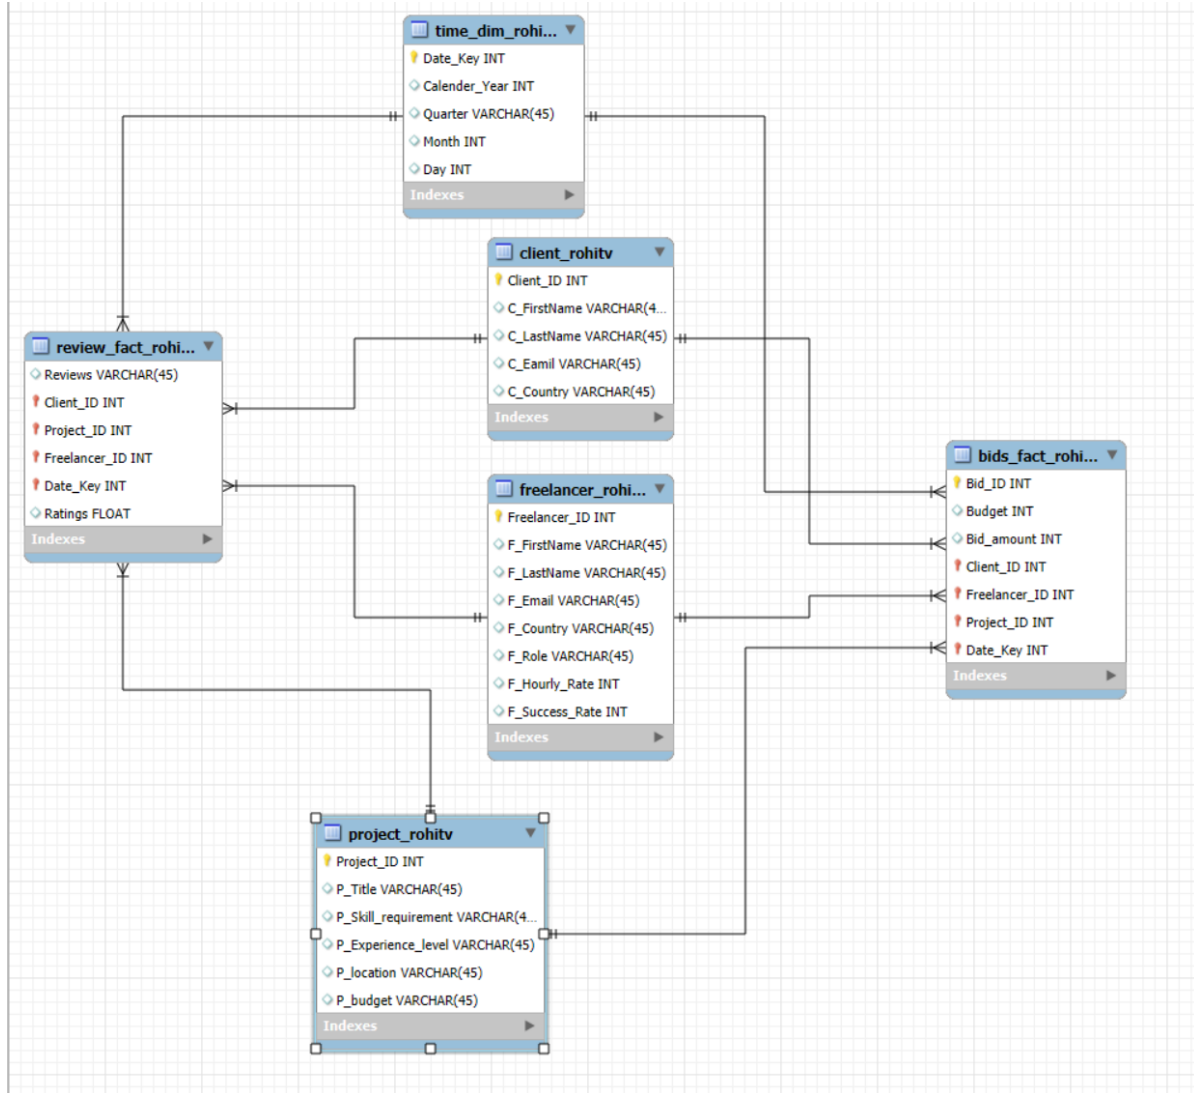 time_dim_rohi...
Date_Key INT
Calender_Year INT
Quarter VARCHAR(45)
Month INT
Day INT
Indexes
client_rohitv
Client_ID INT
C_FirstName VARCHAR(4...
C_LastName VARCHAR(45)
C_Eamil VARCHAR(45)
C_Country VARCHAR(45)
Indexes
review_fact_rohi...
Reviews VARCHAR(45)
Client_ID INT
Project_ID INT
Freelancer_ID INT
Date_Key INT
Ratings FLOAT
Indexes
freelancer_rohi...
Freelancer_ID INT
F_FirstName VARCHAR(45)
F_LastName VARCHAR(45)
F_Email VARCHAR(45)
F_Country VARCHAR(45)
F_Role VARCHAR(45)
F_Hourly_Rate INT
F_Success_Rate INT
Indexes
bids_fact_rohi...
Bid_ID INT
Budget INT
Bid_amount INT
Client_ID INT
Freelancer_ID INT
Project_ID INT
Date_Key INT
Indexes
project_rohitv
Project_ID INT
P_Title VARCHAR(45)
P_Skill_requirement VARCHAR(4...
P_Experience_level VARCHAR(45)
P_location VARCHAR(45)
P_budget VARCHAR(45)
Indexes